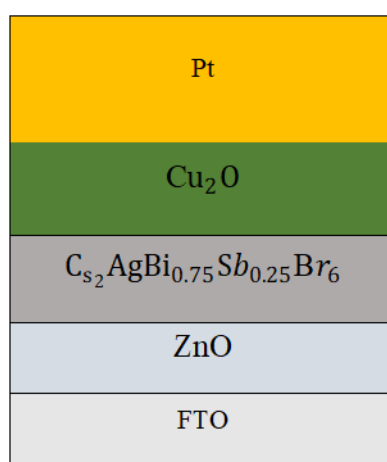 Pt
Cu₂O
Cs₂AgBi₀.₇₅Sb₀.₂₅Br₆
ZnO
FTO